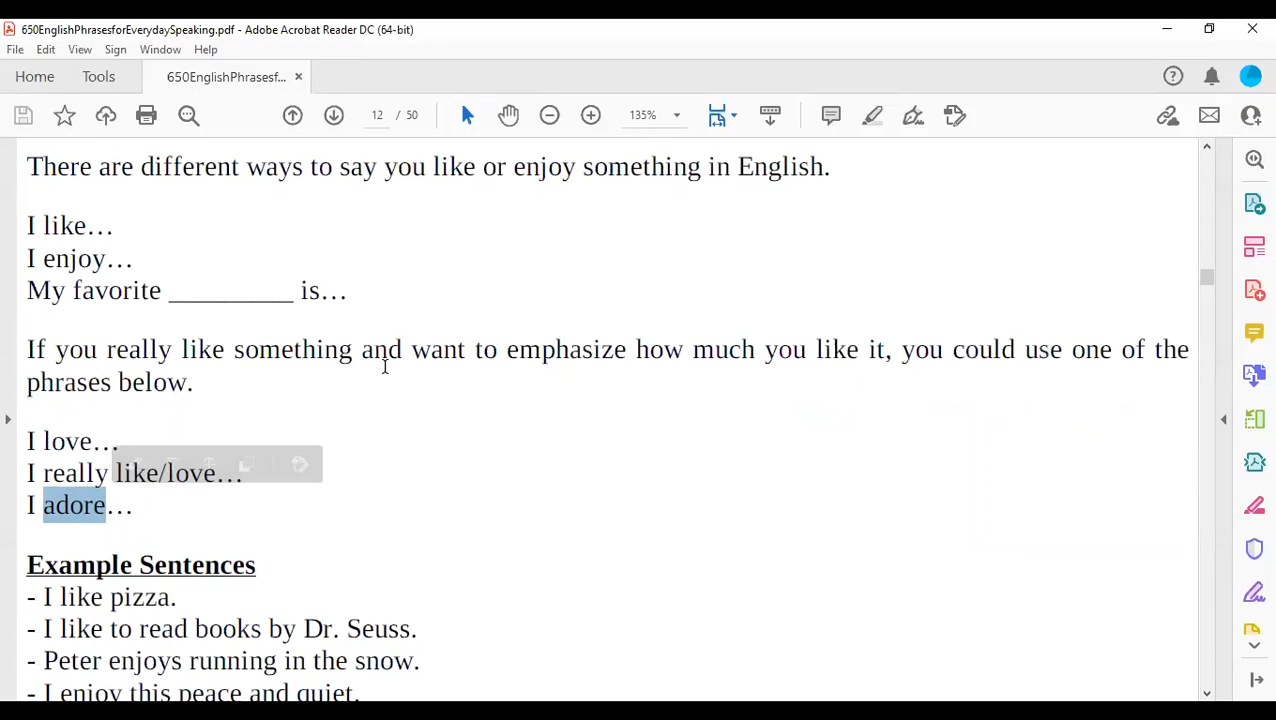 650EnglishPhrasesforEverydaySpeaking.pdf - Adobe Acrobat Reader DC (64-bit)
File Edit View Sign Window Help
Home Tools 650EnglishPhrasesf... ×
12 / 50 135%
There are different ways to say you like or enjoy something in English.
I like…
I enjoy…
My favorite _________ is…
If you really like something and want to emphasize how much you like it, you could use one of the
phrases below.
I love…
I really like/love…
I adore…
Example Sentences
- I like pizza.
- I like to read books by Dr. Seuss.
- Peter enjoys running in the snow.
- I enjoy this peace and quiet.